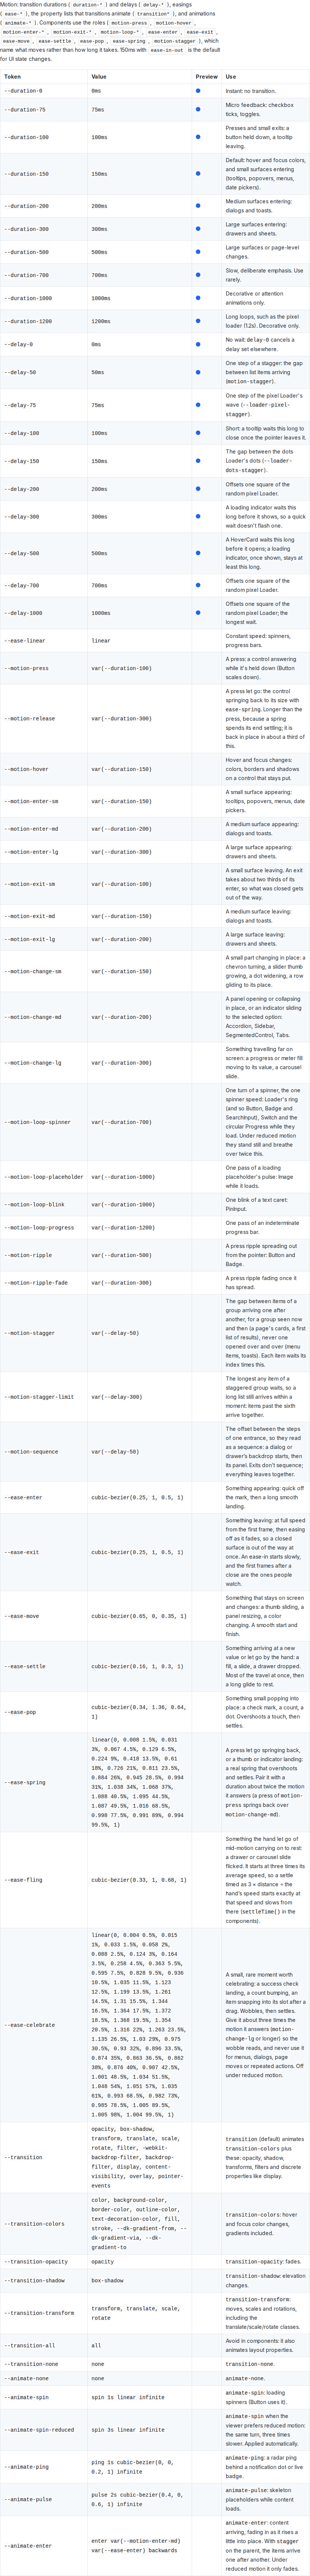 Motion: transition durations ( duration-* ) and delays ( delay-* ), easings
( ease-* ), the property lists that transitions animate ( transition* ), and animations
( animate-* ). Components use the roles ( motion-press , motion-hover ,
motion-enter-* , motion-exit-* , motion-loop-* , ease-enter , ease-exit ,
ease-move , ease-settle , ease-pop , ease-spring , motion-stagger ), which
name what moves rather than how long it takes. 150ms with ease-in-out is the default
for UI state changes.
Token Value Preview Use
--duration-0 0ms Instant: no transition.
--duration-75 75ms Micro feedback: checkbox
ticks, toggles.
--duration-100 100ms Presses and small exits: a
button held down, a tooltip
leaving.
--duration-150 150ms Default: hover and focus colors,
and small surfaces entering
(tooltips, popovers, menus,
date pickers).
--duration-200 200ms Medium surfaces entering:
dialogs and toasts.
--duration-300 300ms Large surfaces entering:
drawers and sheets.
--duration-500 500ms Large surfaces or page-level
changes.
--duration-700 700ms Slow, deliberate emphasis. Use
rarely.
--duration-1000 1000ms Decorative or attention
animations only.
--duration-1200 1200ms Long loops, such as the pixel
loader (1.2s). Decorative only.
--delay-0 0ms No wait: delay-0 cancels a
delay set elsewhere.
--delay-50 50ms One step of a stagger: the gap
between list items arriving
(motion-stagger).
--delay-75 75ms One step of the pixel Loader's
wave (--loader-pixel-
stagger).
--delay-100 100ms Short: a tooltip waits this long to
close once the pointer leaves it.
--delay-150 150ms The gap between the dots
Loader's dots (--loader-
dots-stagger).
--delay-200 200ms Offsets one square of the
random pixel Loader.
--delay-300 300ms A loading indicator waits this
long before it shows, so a quick
wait doesn't flash one.
--delay-500 500ms A HoverCard waits this long
before it opens; a loading
indicator, once shown, stays at
least this long.
--delay-700 700ms Offsets one square of the
random pixel Loader.
--delay-1000 1000ms Offsets one square of the
random pixel Loader; the
longest wait.
--ease-linear linear Constant speed: spinners,
progress bars.
--motion-press var(--duration-100) A press: a control answering
while it's held down (Button
scales down).
--motion-release var(--duration-300) A press let go: the control
springing back to its size with
ease-spring. Longer than the
press, because a spring
spends its end settling; it is
back in place in about a third of
this.
--motion-hover var(--duration-150) Hover and focus changes:
colors, borders and shadows
on a control that stays put.
--motion-enter-sm var(--duration-150) A small surface appearing:
tooltips, popovers, menus, date
pickers.
--motion-enter-md var(--duration-200) A medium surface appearing:
dialogs and toasts.
--motion-enter-lg var(--duration-300) A large surface appearing:
drawers and sheets.
--motion-exit-sm var(--duration-100) A small surface leaving. An exit
takes about two thirds of its
enter, so what was closed gets
out of the way.
--motion-exit-md var(--duration-150) A medium surface leaving:
dialogs and toasts.
--motion-exit-lg var(--duration-200) A large surface leaving:
drawers and sheets.
--motion-change-sm var(--duration-150) A small part changing in place: a
chevron turning, a slider thumb
growing, a dot widening, a row
gliding to its place.
--motion-change-md var(--duration-200) A panel opening or collapsing
in place, or an indicator sliding
to the selected option:
Accordion, Sidebar,
SegmentedControl, Tabs.
--motion-change-lg var(--duration-300) Something travelling far on
screen: a progress or meter fill
moving to its value, a carousel
slide.
--motion-loop-spinner var(--duration-700) One turn of a spinner, the one
spinner speed: Loader's ring
(and so Button, Badge and
SearchInput), Switch and the
circular Progress while they
load. Under reduced motion
they stand still and breathe
over twice this.
--motion-loop-placeholder var(--duration-1000) One pass of a loading
placeholder's pulse: Image
while it loads.
--motion-loop-blink var(--duration-1000) One blink of a text caret:
PinInput.
--motion-loop-progress var(--duration-1200) One pass of an indeterminate
progress bar.
--motion-ripple var(--duration-500) A press ripple spreading out
from the pointer: Button and
Badge.
--motion-ripple-fade var(--duration-300) A press ripple fading once it
has spread.
--motion-stagger var(--delay-50) The gap between items of a
group arriving one after
another, for a group seen now
and then (a page's cards, a first
list of results), never one
opened over and over (menu
items, toasts). Each item waits its
index times this.
--motion-stagger-limit var(--delay-300) The longest any item of a
staggered group waits, so a
long list still arrives within a
moment: items past the sixth
arrive together.
--motion-sequence var(--delay-50) The offset between the steps
of one entrance, so they read
as a sequence: a dialog or
drawer's backdrop starts, then
its panel. Exits don't sequence;
everything leaves together.
--ease-enter cubic-bezier(0.25, 1, 0.5, 1) Something appearing: quick off
the mark, then a long smooth
landing.
--ease-exit cubic-bezier(0.25, 1, 0.5, 1) Something leaving: at full speed
from the first frame, then easing
off as it fades, so a closed
surface is out of the way at
once. An ease-in starts slowly,
and the first frames after a
close are the ones people
watch.
--ease-move cubic-bezier(0.65, 0, 0.35, 1) Something that stays on screen
and changes: a thumb sliding, a
panel resizing, a color
changing. A smooth start and
finish.
--ease-settle cubic-bezier(0.16, 1, 0.3, 1) Something arriving at a new
value or let go by the hand: a
fill, a slide, a drawer dropped.
Most of the travel at once, then
a long glide to rest.
--ease-pop cubic-bezier(0.34, 1.36, 0.64,
1) Something small popping into
place: a check mark, a count, a
dot. Overshoots a touch, then
settles.
--ease-spring linear(0, 0.008 1.5%, 0.031
3%, 0.067 4.5%, 0.129 6.5%,
0.224 9%, 0.418 13.5%, 0.61
18%, 0.726 21%, 0.811 23.5%,
0.884 26%, 0.945 28.5%, 0.994
31%, 1.038 34%, 1.068 37%,
1.088 40.5%, 1.095 44.5%,
1.087 49.5%, 1.010 68.5%,
0.998 77.5%, 0.991 89%, 0.994
99.5%, 1) A press let go springing back,
or a thumb or indicator landing:
a real spring that overshoots
and settles. Pair it with a
duration about twice the motion
it answers (a press of motion-
press springs back over
motion-change-md).
--ease-fling cubic-bezier(0.33, 1, 0.68, 1) Something the hand let go of
mid-motion carrying on to rest:
a drawer or carousel slide
flicked. It starts at three times its
average speed, so a settle
timed as 3 × distance ÷ the
hand's speed starts exactly at
that speed and slows from
there (settleTime() in the
components).
--ease-celebrate linear(0, 0.004 0.5%, 0.015
1%, 0.033 1.5%, 0.058 2%,
0.088 2.5%, 0.124 3%, 0.164
3.5%, 0.258 4.5%, 0.363 5.5%,
0.595 7.5%, 0.828 9.5%, 0.936
10.5%, 1.035 11.5%, 1.123
12.5%, 1.199 13.5%, 1.261
14.5%, 1.31 15.5%, 1.344
16.5%, 1.364 17.5%, 1.372
18.5%, 1.368 19.5%, 1.354
20.5%, 1.316 22%, 1.263 23.5%,
1.135 26.5%, 1.03 29%, 0.975
30.5%, 0.93 32%, 0.896 33.5%,
0.874 35%, 0.863 36.5%, 0.862
38%, 0.876 40%, 0.907 42.5%,
1.001 48.5%, 1.034 51.5%,
1.048 54%, 1.051 57%, 1.035
61%, 0.993 68.5%, 0.982 73%,
0.985 78.5%, 1.005 89.5%,
1.005 98%, 1.004 99.5%, 1) A small, rare moment worth
celebrating: a success check
landing, a count bumping, an
item snapping into its slot after a
drag. Wobbles, then settles.
Give it about three times the
motion it answers (motion-
change-lg or longer) so the
wobble reads, and never use it
for menus, dialogs, page
moves or repeated actions. Off
under reduced motion.
--transition opacity, box-shadow,
transform, translate, scale,
rotate, filter, -webkit-
backdrop-filter, backdrop-
filter, display, content-
visibility, overlay, pointer-
events transition (default) animates
transition-colors plus
these: opacity, shadow,
transforms, filters and discrete
properties like display.
--transition-colors color, background-color,
border-color, outline-color,
text-decoration-color, fill,
stroke, --dk-gradient-from, --
dk-gradient-via, --dk-
gradient-to transition-colors: hover
and focus color changes,
gradients included.
--transition-opacity opacity transition-opacity: fades.
--transition-shadow box-shadow transition-shadow: elevation
changes.
--transition-transform transform, translate, scale,
rotate transition-transform:
moves, scales and rotations,
including the
translate/scale/rotate classes.
--transition-all all Avoid in components: it also
animates layout properties.
--transition-none none transition-none.
--animate-none none animate-none.
--animate-spin spin 1s linear infinite animate-spin: loading
spinners (Button uses it).
--animate-spin-reduced spin 3s linear infinite animate-spin when the
viewer prefers reduced motion:
the same turn, three times
slower. Applied automatically.
--animate-ping ping 1s cubic-bezier(0, 0,
0.2, 1) infinite animate-ping: a radar ping
behind a notification dot or live
badge.
--animate-pulse pulse 2s cubic-bezier(0.4, 0,
0.6, 1) infinite animate-pulse: skeleton
placeholders while content
loads.
--animate-enter enter var(--motion-enter-md)
var(--ease-enter) backwards animate-enter: content
arriving, fading in as it rises a
little into place. With stagger
on the parent, the items arrive
one after another. Under
reduced motion it only fades.